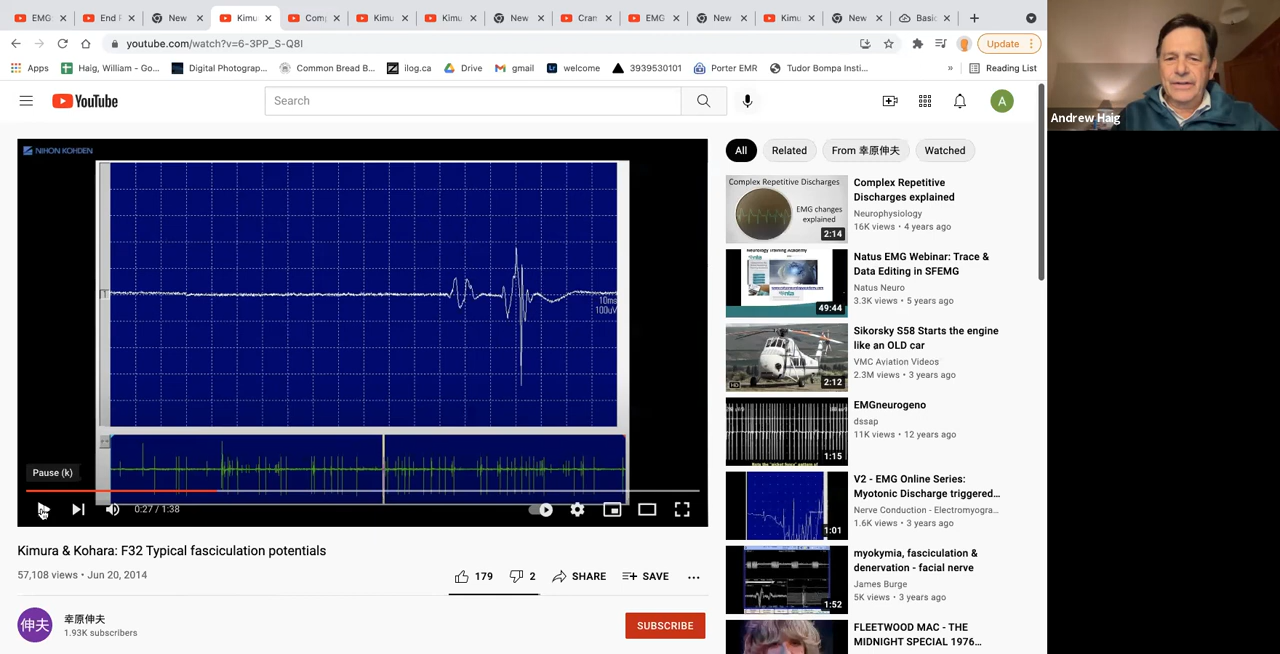 EMG
End P
New
Kimu
Comp
Kimu
Kimu
New
Cram
EMG
New
Kimu
New
Basic
youtube.com/watch?v=6-3PP_S-Q8I
Update
Apps
Haig, William - Go...
Digital Photograp...
Common Bread B...
ilog.ca
GD
gmail
welcome
3939530101
Porter EMR
Tudor Bompa Insti...
»
Reading List
YouTube
Search
A
Andrew Haig
NIHON KOHDEN
10ms
100uV
Pause (k)
0:27 / 1:38
Kimura & Kohara: F32 Typical fasciculation potentials
57,108 views • Jun 20, 2014
179
2
SHARE
SAVE
伸夫
幸原伸夫
1.93K subscribers
SUBSCRIBE
All
Related
From 幸原伸夫
Watched
Complex Repetitive Discharges
EMG changes
explained
2:14
Complex Repetitive
Discharges explained
Neurophysiology
16K views • 4 years ago
Neurology Training Academy
49:44
Natus EMG Webinar: Trace &
Data Editing in SFEMG
Natus Neuro
3.3K views • 5 years ago
HD
2:12
Sikorsky S58 Starts the engine
like an OLD car
VMC Aviation Videos
2.3M views • 3 years ago
1:15
EMGneurogeno
dssap
11K views • 12 years ago
1:01
V2 - EMG Online Series:
Myotonic Discharge triggered...
Nerve Conduction - Electromyogra...
1.6K views • 3 years ago
1:52
myokymia, fasciculation &
denervation - facial nerve
James Burge
5K views • 3 years ago
FLEETWOOD MAC - THE
MIDNIGHT SPECIAL 1976...